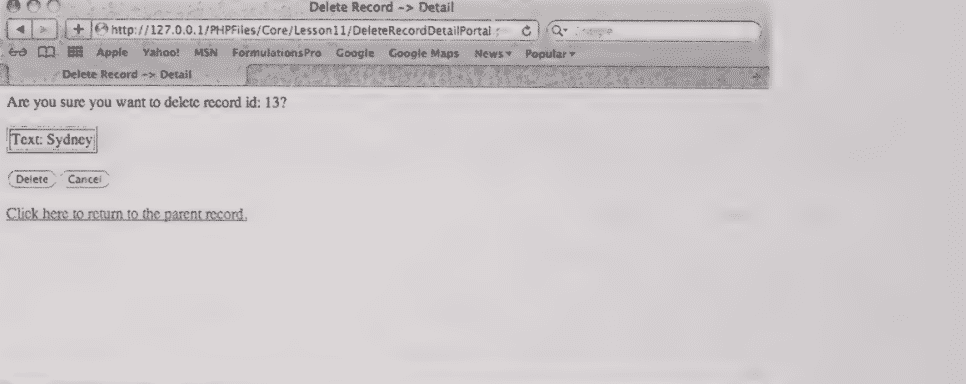 Delete Record -> Detail
http://127.0.0.1/PHPFiles/Core/Lesson11/DeleteRecordDetailPortal
Apple Yahoo! MSN FormulationsPro Google Google Maps News Popular
Delete Record -> Detail
Are you sure you want to delete record id: 13?
Text: Sydney
Delete Cancel
Click here to return to the parent record.